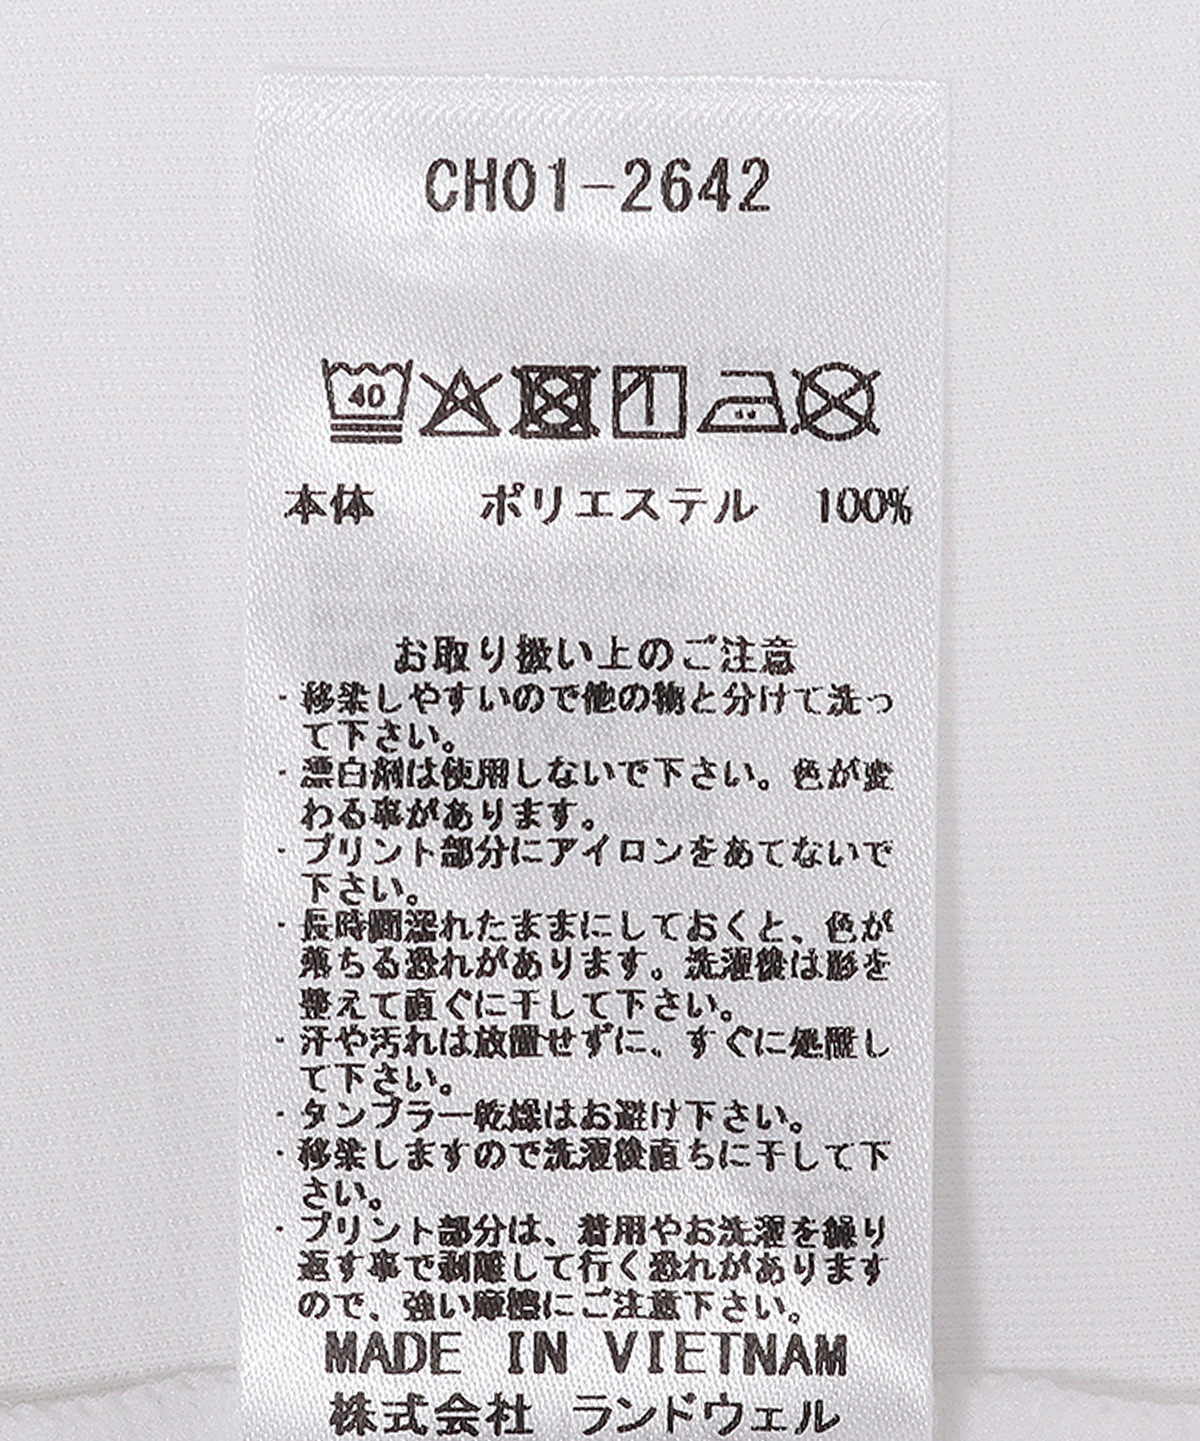 CH01-2642
40
本体 ポリエステル 100%
お取り扱い上のご注意
・移染しやすいので他の物と分けて洗っ
て下さい。
・漂白剤は使用しないで下さい。色が変
わる事があります。
・プリント部分にアイロンをあてないで
下さい。
・長時間濡れたままにしておくと、色が
落ちる恐れがあります。洗濯後は形を
整えて直ぐに干して下さい。
・汗や汚れは放置せずに、すぐに処理し
て下さい。
・タンブラー乾燥はお避け下さい。
・移染しますので洗濯後直ちに干して下
さい。
・プリント部分は、着用やお洗濯を繰り
返す事で剥離して行く恐れがあります
ので、強い摩擦にご注意下さい。
MADE IN VIETNAM
株式会社 ランドウェル